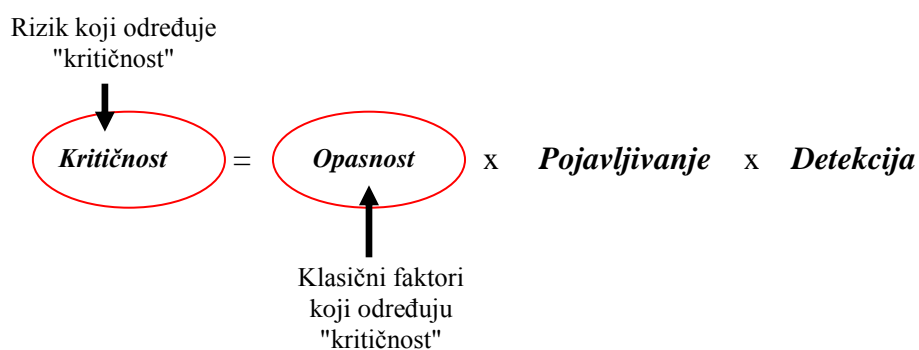 Rizik koji određuje
"kritičnost"
Kritičnost = Opasnost x Pojavljivanje x Detekcija
Klasični faktori
koji određuju
"kritičnost"